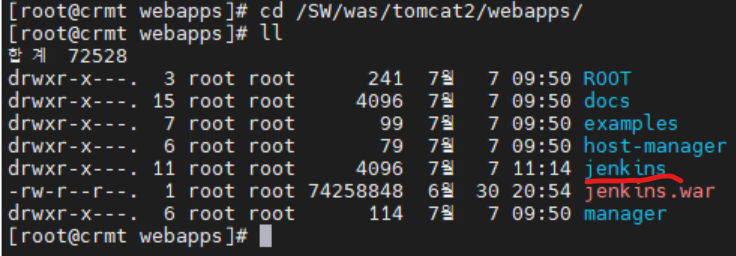 [root@crmt webapps]# cd /SW/was/tomcat2/webapps/
[root@crmt webapps]# ll
합계 72528
drwxr-x---. 3 root root 241 7월 7 09:50 ROOT
drwxr-x---. 15 root root 4096 7월 7 09:50 docs
drwxr-x---. 7 root root 99 7월 7 09:50 examples
drwxr-x---. 6 root root 79 7월 7 09:50 host-manager
drwxr-x---. 11 root root 4096 7월 7 11:14 jenkins
-rw-r--r--. 1 root root 74258848 6월 30 20:54 jenkins.war
drwxr-x---. 6 root root 114 7월 7 09:50 manager
[root@crmt webapps]#